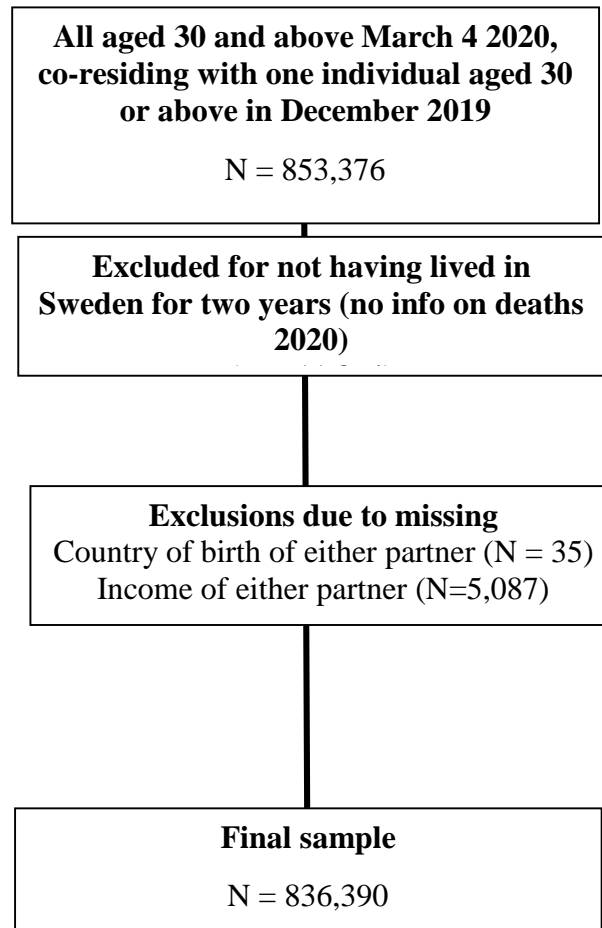 All aged 30 and above March 4 2020,
co-residing with one individual aged 30
or above in December 2019
N = 853,376
Excluded for not having lived in
Sweden for two years (no info on deaths
2020)
Exclusions due to missing
Country of birth of either partner (N = 35)
Income of either partner (N=5,087)
Final sample
N = 836,390